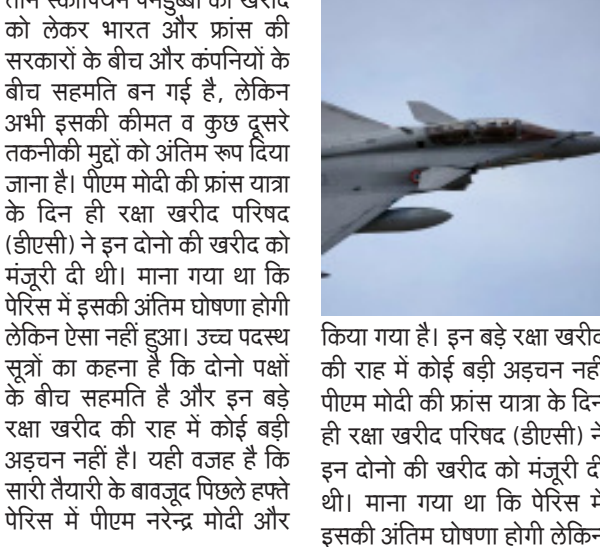 तीन स्कॉर्पियन पनडुब्बी की खरीद
को लेकर भारत और फ्रांस की
सरकारों के बीच और कंपनियों के
बीच सहमति बन गई है, लेकिन
अभी इसकी कीमत व कुछ दूसरे
तकनीकी मुद्दों को अंतिम रूप दिया
जाना है। पीएम मोदी की फ्रांस यात्रा
के दिन ही रक्षा खरीद परिषद
(डीएसी) ने इन दोनो की खरीद को
मंजूरी दी थी। माना गया था कि
पेरिस में इसकी अंतिम घोषणा होगी
लेकिन ऐसा नहीं हुआ। उच्च पदस्थ
सूत्रों का कहना है कि दोनो पक्षों
के बीच सहमति है और इन बड़े
रक्षा खरीद की राह में कोई बड़ी
अड़चन नहीं है। यही वजह है कि
सारी तैयारी के बावजूद पिछले हफ्ते
पेरिस में पीएम नरेन्द्र मोदी और
किया गया है। इन बड़े रक्षा खरीद
की राह में कोई बड़ी अड़चन नहीं
पीएम मोदी की फ्रांस यात्रा के दिन
ही रक्षा खरीद परिषद (डीएसी) ने
इन दोनो की खरीद को मंजूरी दी
थी। माना गया था कि पेरिस में
इसकी अंतिम घोषणा होगी लेकिन